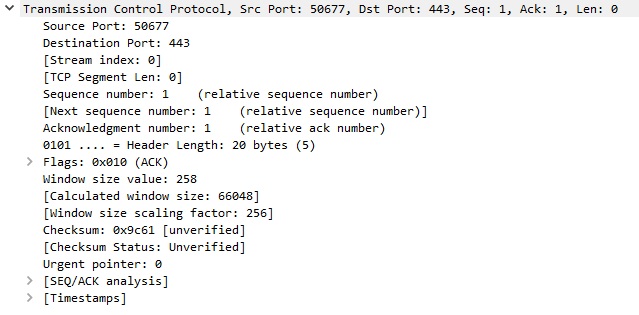 Transmission Control Protocol, Src Port: 50677, Dst Port: 443, Seq: 1, Ack: 1, Len: 0
Source Port: 50677
Destination Port: 443
[Stream index: 0]
[TCP Segment Len: 0]
Sequence number: 1    (relative sequence number)
[Next sequence number: 1    (relative sequence number)]
Acknowledgment number: 1    (relative ack number)
0101 .... = Header Length: 20 bytes (5)
Flags: 0x010 (ACK)
Window size value: 258
[Calculated window size: 66048]
[Window size scaling factor: 256]
Checksum: 0x9c61 [unverified]
[Checksum Status: Unverified]
Urgent pointer: 0
[SEQ/ACK analysis]
[Timestamps]